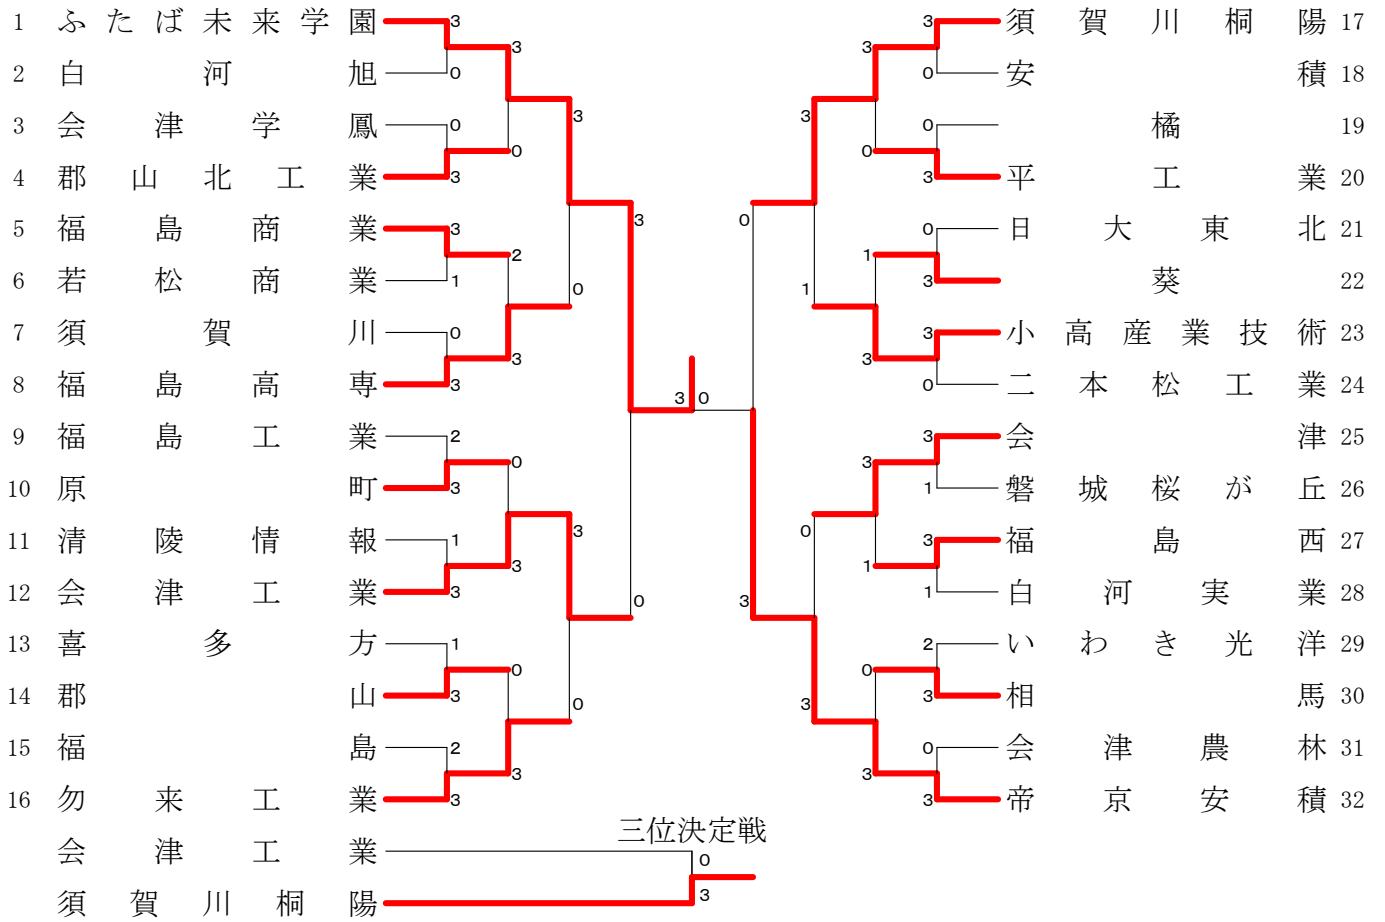 1 ふたば未来学園 3 3 須賀川桐陽 17
3 3
2 白河旭 0 0 安積 18
3 3
3 会津学鳳 0 0 橘 19
0 0
4 郡山北工業 3 3 平工業 20
3 0
5 福島商業 3 0 日大東北 21
2 1
6 若松商業 1 3 葵 22
0 1
7 須賀川 0 3 小高産業技術 23
3 3
8 福島高専 3 0 二本松工業 24
3 0
9 福島工業 2 3 会津 25
0 3
10 原町 3 1 磐城桜が丘 26
3 0
11 清陵情報 1 3 福島西 27
3 1
12 会津工業 3 1 白河実業 28
0 3
13 喜多方 1 2 いわき光洋 29
0 0
14 郡山 3 3 相馬 30
0 3
15 福島 2 0 会津農林 31
3 3
16 勿来工業 3 3 帝京安積 32
三位決定戦
会津工業 0
須賀川桐陽 3